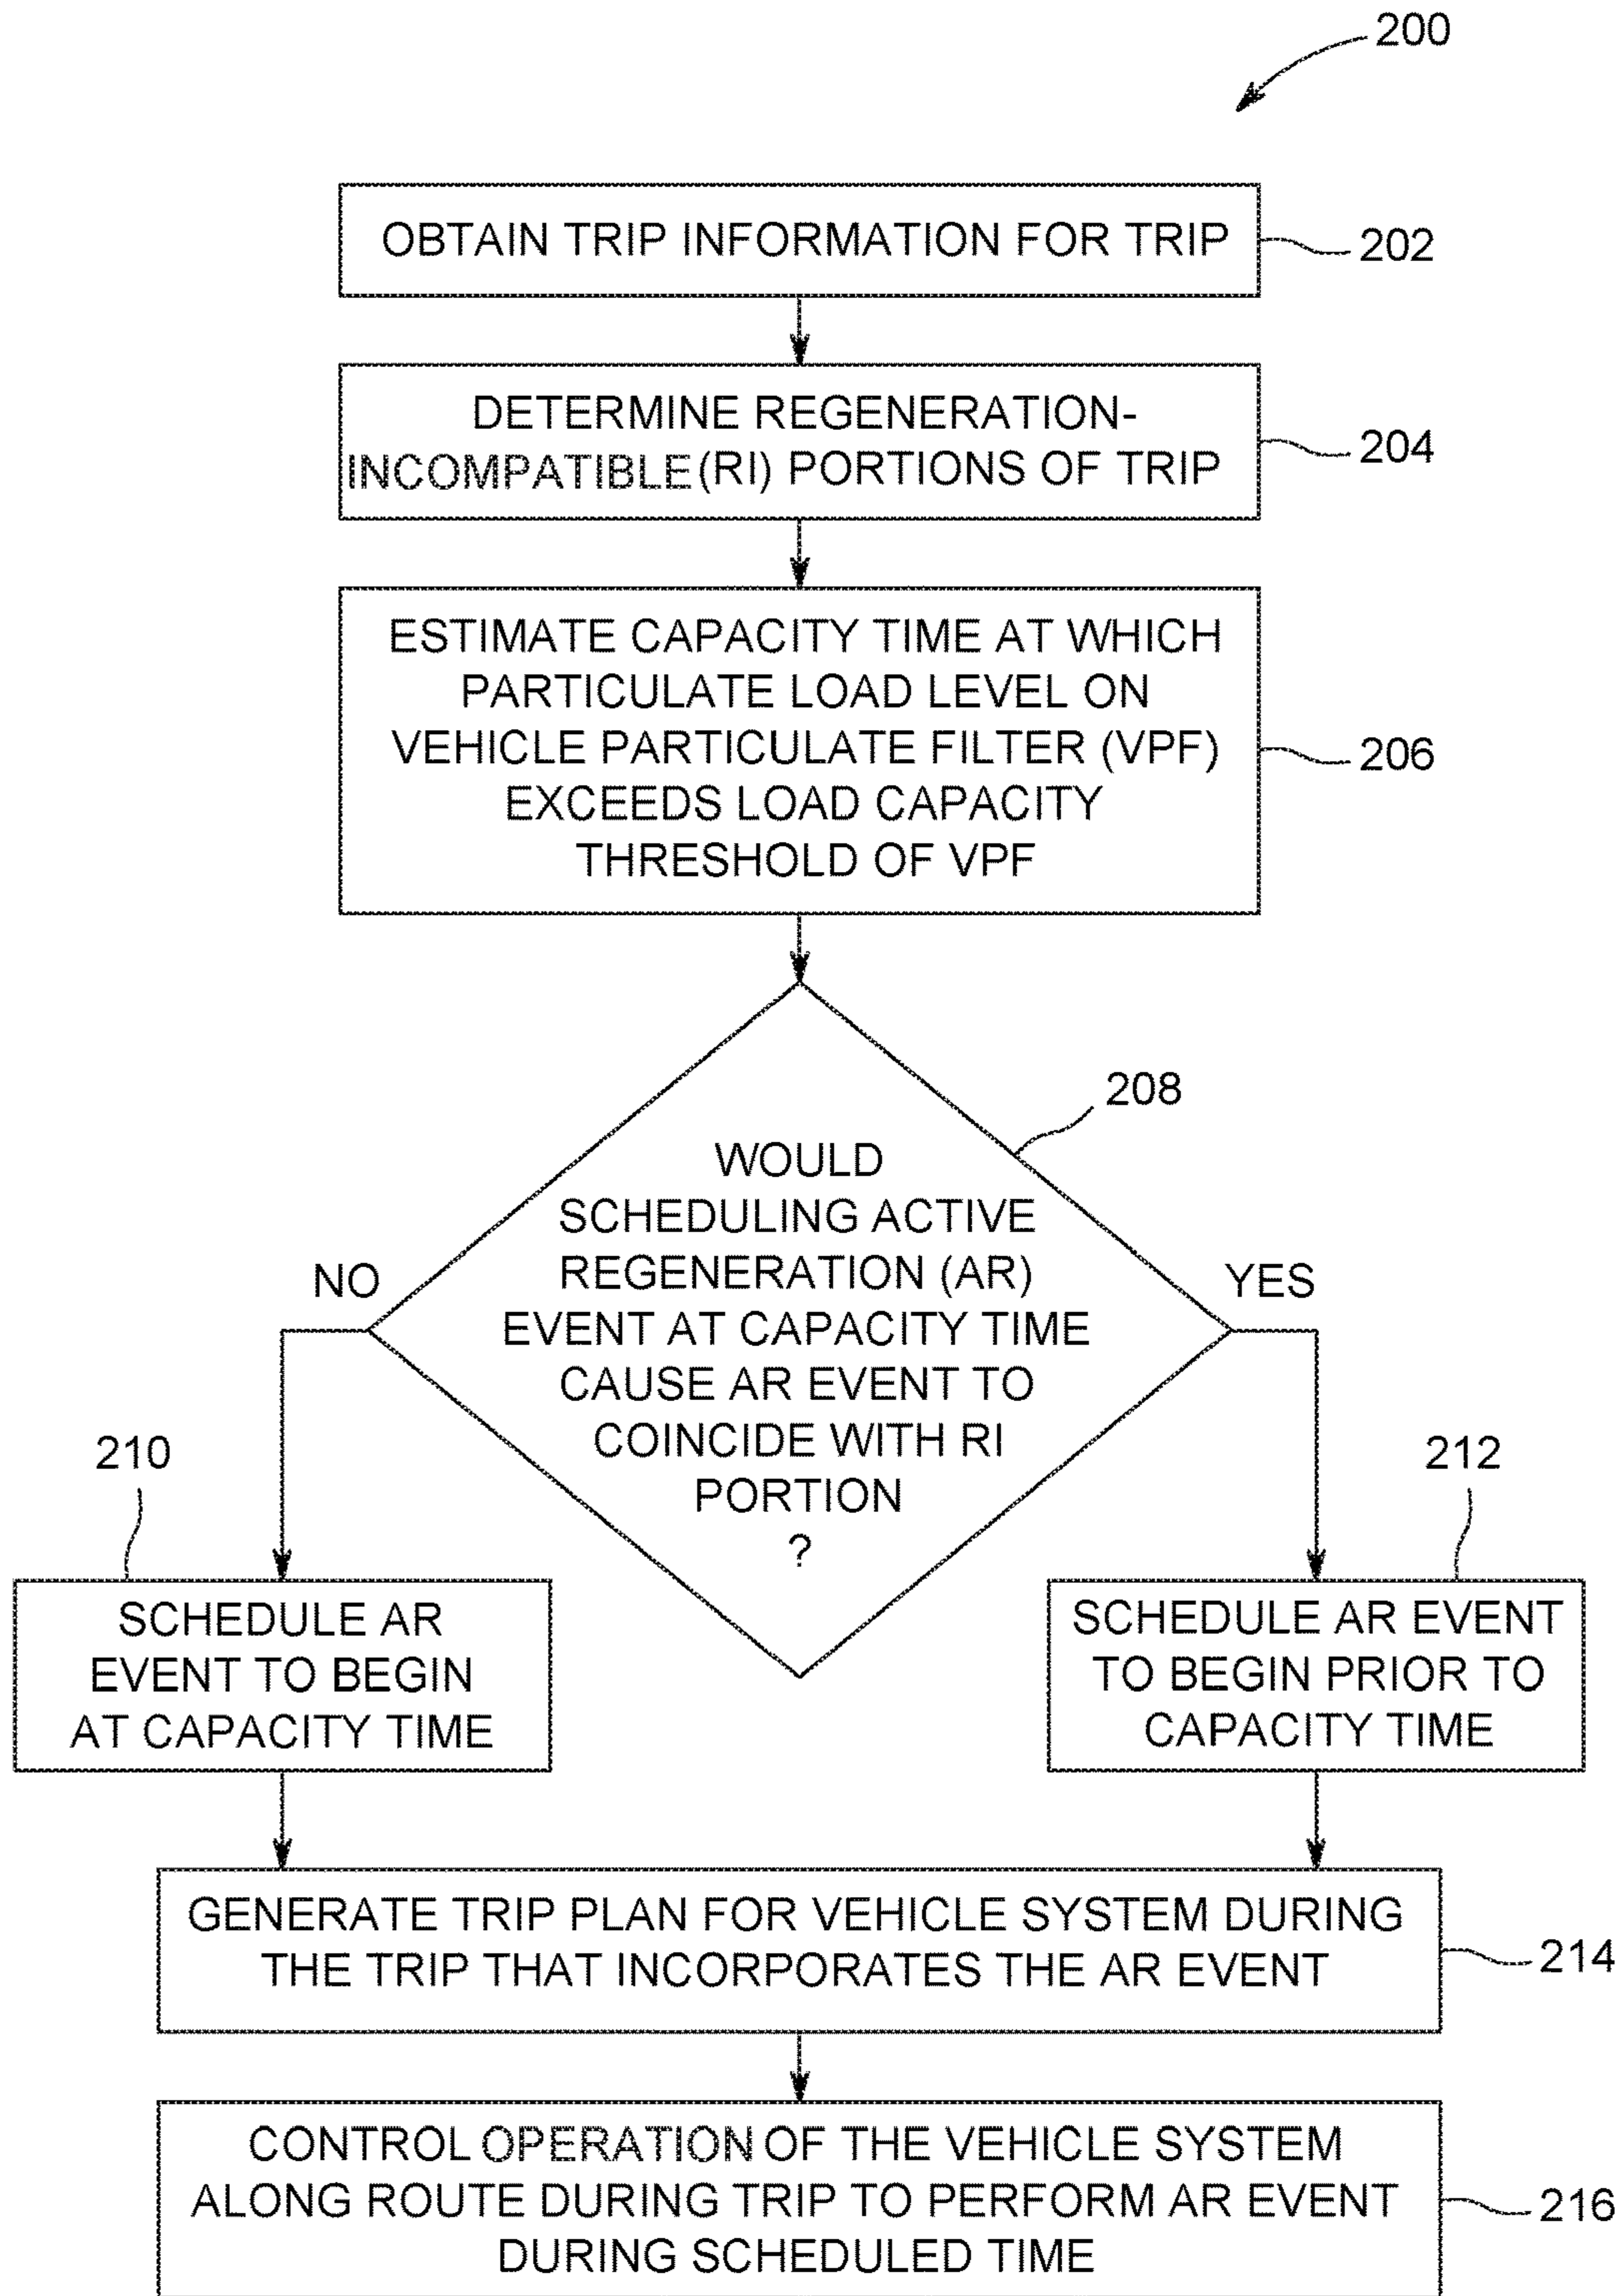 200
OBTAIN TRIP INFORMATION FOR TRIP
202
DETERMINE REGENERATION-
INCOMPATIBLE (RI) PORTIONS OF TRIP
204
ESTIMATE CAPACITY TIME AT WHICH
PARTICULATE LOAD LEVEL ON
VEHICLE PARTICULATE FILTER (VPF)
EXCEEDS LOAD CAPACITY
THRESHOLD OF VPF
206
208
WOULD
SCHEDULING ACTIVE
REGENERATION (AR)
EVENT AT CAPACITY TIME
CAUSE AR EVENT TO
COINCIDE WITH RI
PORTION
?
NO
YES
210
SCHEDULE AR
EVENT TO BEGIN
AT CAPACITY TIME
212
SCHEDULE AR EVENT
TO BEGIN PRIOR TO
CAPACITY TIME
GENERATE TRIP PLAN FOR VEHICLE SYSTEM DURING
THE TRIP THAT INCORPORATES THE AR EVENT
214
CONTROL OPERATION OF THE VEHICLE SYSTEM
ALONG ROUTE DURING TRIP TO PERFORM AR EVENT
DURING SCHEDULED TIME
216